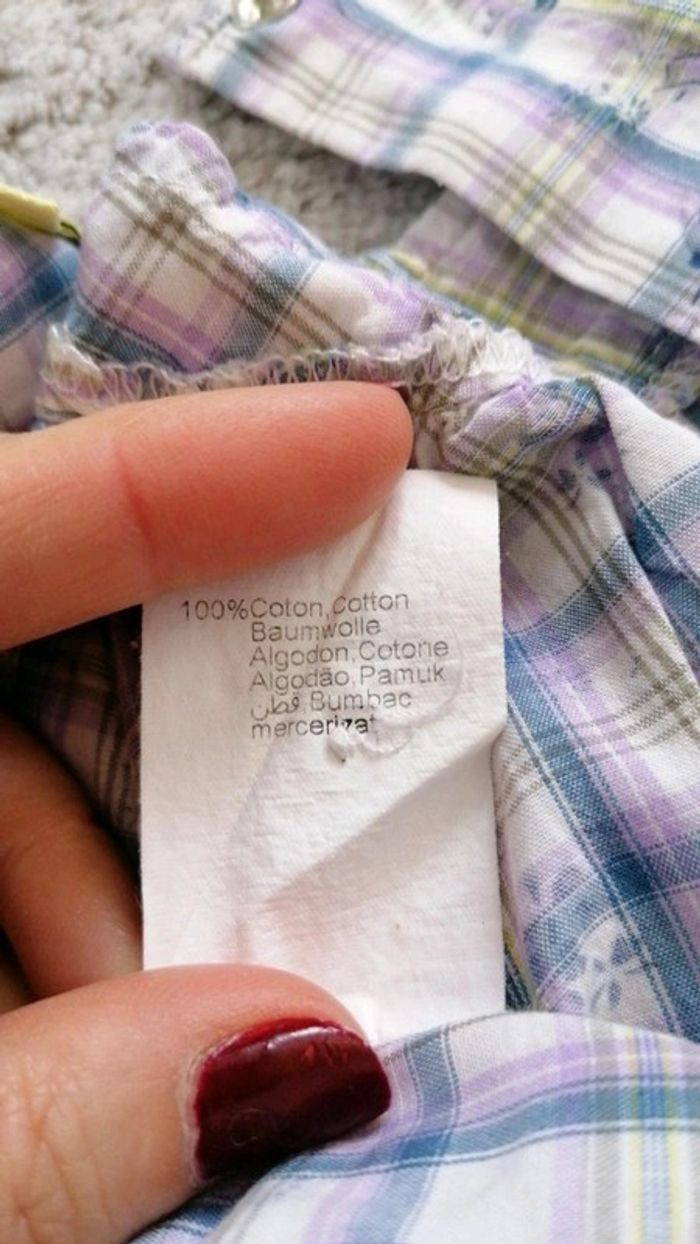 100%Coton,Cotton
Baumwolle
Algodon,Cotone
Algodão,Pamuk
قطن,Bumbac
mercerizat